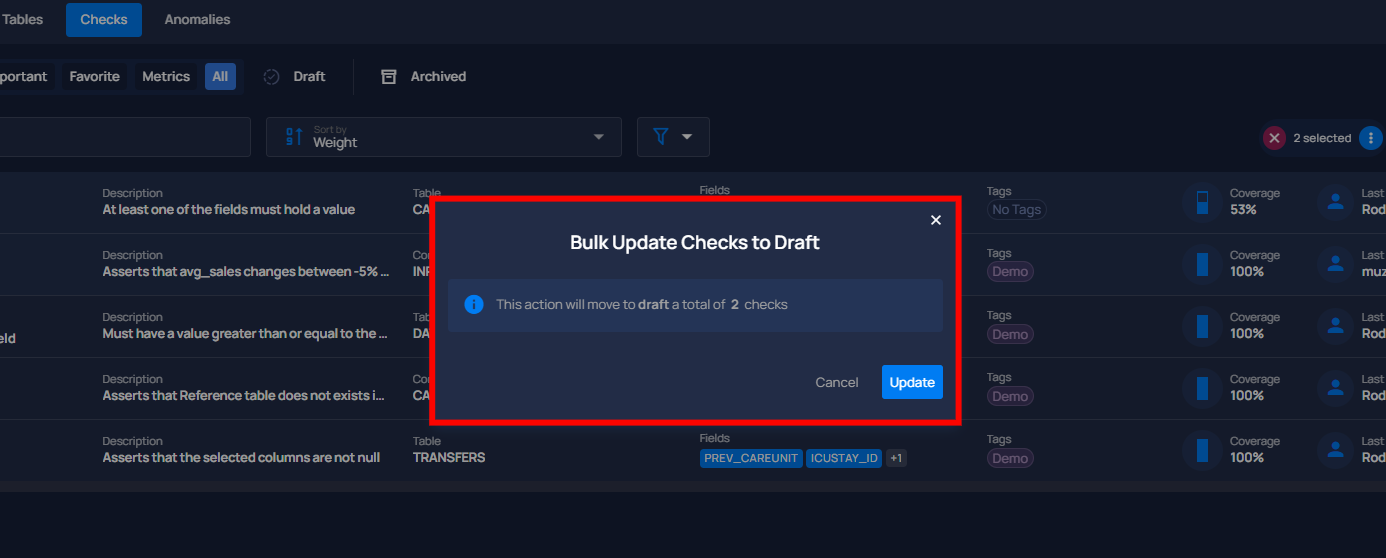 Tables Checks Anomalies
portant Favorite Metrics All Draft Archived
Sort by
Weight
2 selected
Description Table Fields Tags Coverage Last
At least one of the fields must hold a value CA No Tags 53% Rod
Description Co Tags Coverage Last
Asserts that avg_sales changes between -5% ... INF Demo 100% muz
Description Tab Tags Coverage Last
eld Must have a value greater than or equal to the ... DA Demo 100% Rod
Description Co Tags Coverage Last
Asserts that Reference table does not exists i... CA Demo 100% Rod
Description Table Fields Tags Coverage Last
Asserts that the selected columns are not null TRANSFERS PREV_CAREUNIT ICUSTAY_ID +1 Demo 100% Rod
Bulk Update Checks to Draft
This action will move to draft a total of 2 checks
Cancel Update